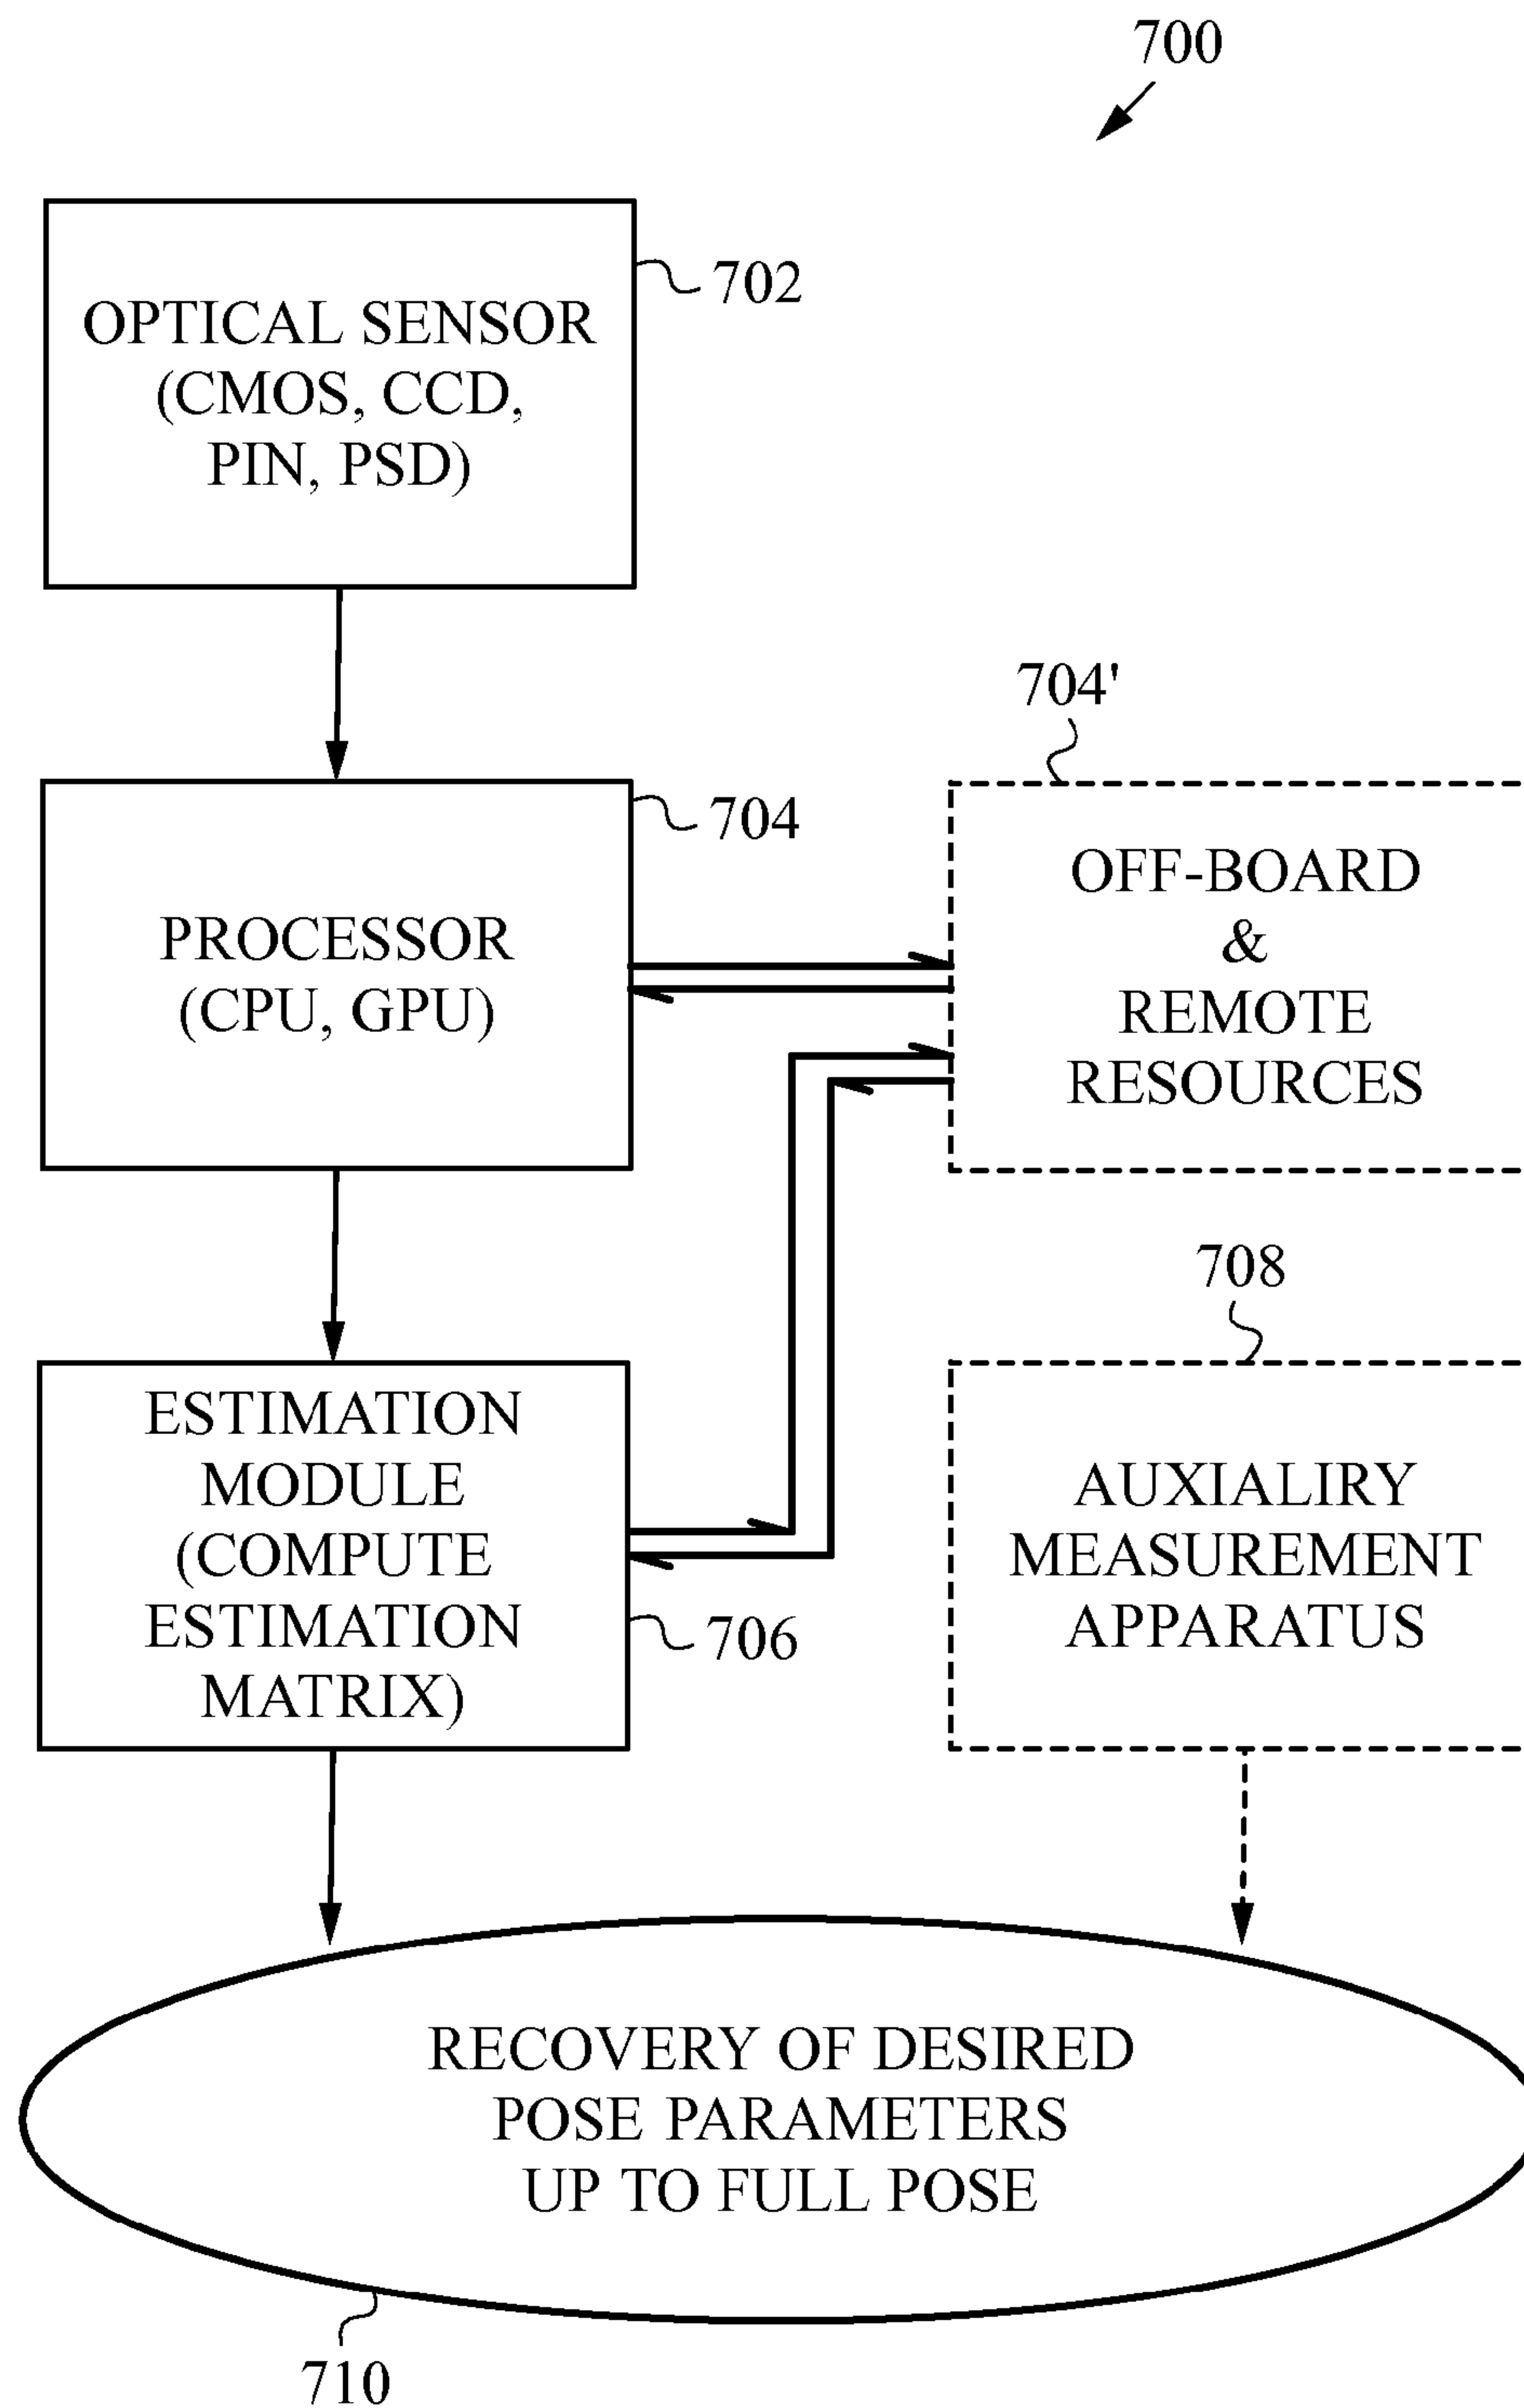 700
702
OPTICAL SENSOR
(CMOS, CCD,
PIN, PSD)
704'
704
PROCESSOR
(CPU, GPU)
OFF-BOARD
&
REMOTE
RESOURCES
708
ESTIMATION
MODULE
(COMPUTE
ESTIMATION
MATRIX)
706
AUXIALIRY
MEASUREMENT
APPARATUS
RECOVERY OF DESIRED
POSE PARAMETERS
UP TO FULL POSE
710